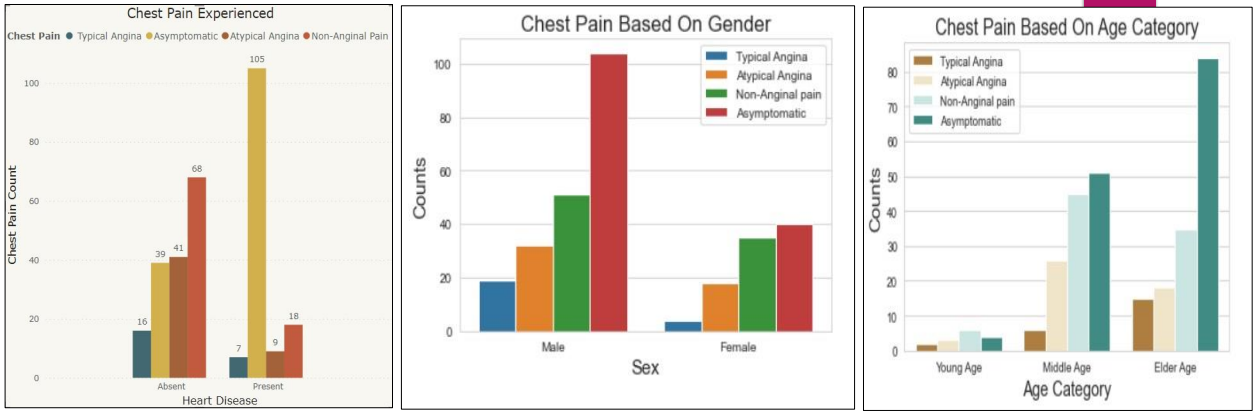 Chest Pain Experienced
Chest Pain Typical Angina Asymptomatic Atypical Angina Non-Anginal Pain
Chest Pain Count
100
80
60
40
20
0
16
39
41
68
7
105
9
18
Absent
Present
Heart Disease
Chest Pain Based On Gender
Typical Angina
Atypical Angina
Non-Anginal pain
Asymptomatic
Counts
100
80
60
40
20
0
Male
Female
Sex
Chest Pain Based On Age Category
Typical Angina
Atypical Angina
Non-Anginal pain
Asymptomatic
Counts
80
70
60
50
40
30
20
10
0
Young Age
Middle Age
Elder Age
Age Category